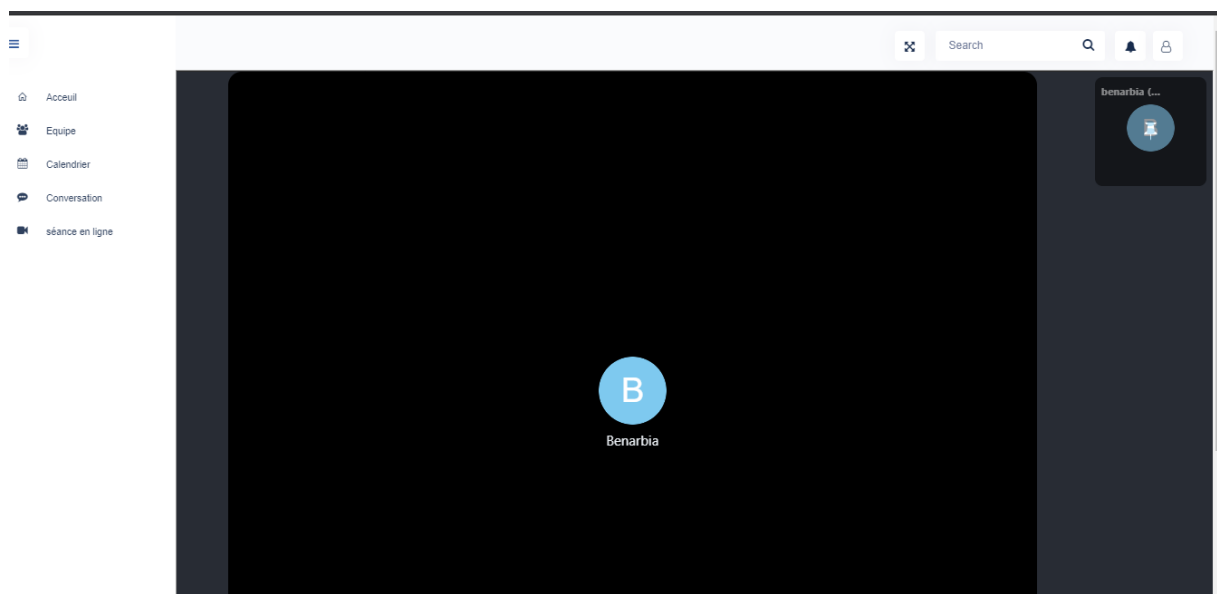 Search
Acceuil
Equipe
Calendrier
Conversation
séance en ligne
benarbia (...
B
Benarbia